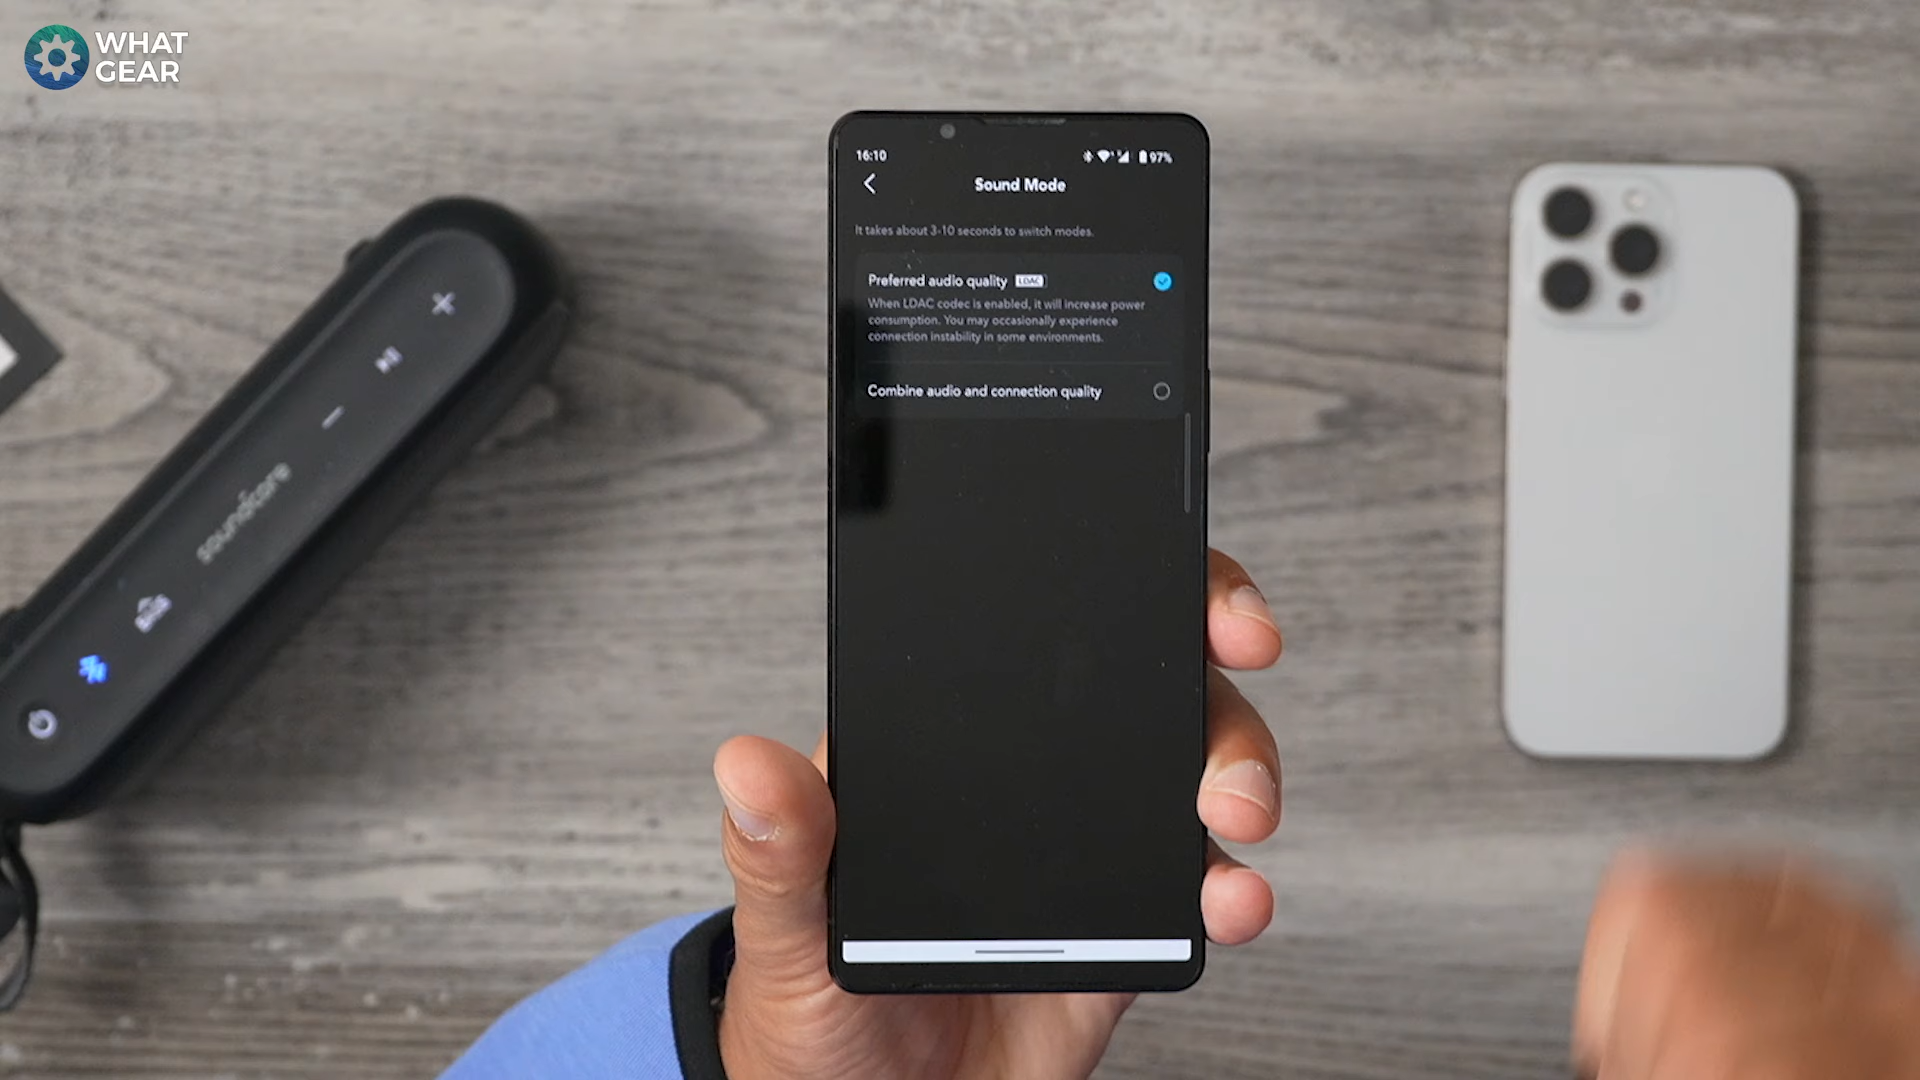 WHAT
GEAR
16:10
97%
Sound Mode
It takes about 3-10 seconds to switch modes.
Preferred audio quality LDAC
When LDAC codec is enabled, it will increase power
consumption. You may occasionally experience
connection instability in some environments.
Combine audio and connection quality
soundcore
BASS